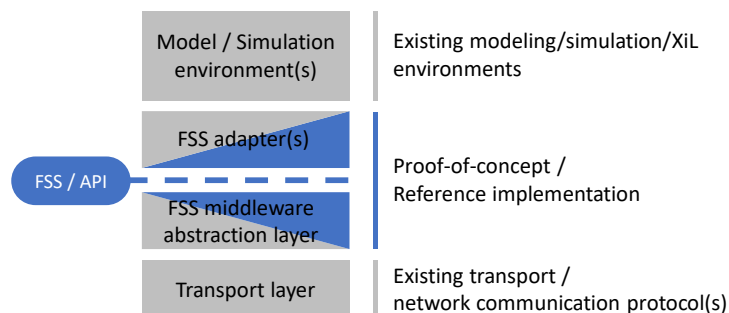 Model / Simulation
environment(s)
Existing modeling/simulation/XiL
environments
FSS adapter(s)
FSS / API
Proof-of-concept /
Reference implementation
FSS middleware
abstraction layer
Transport layer
Existing transport /
network communication protocol(s)